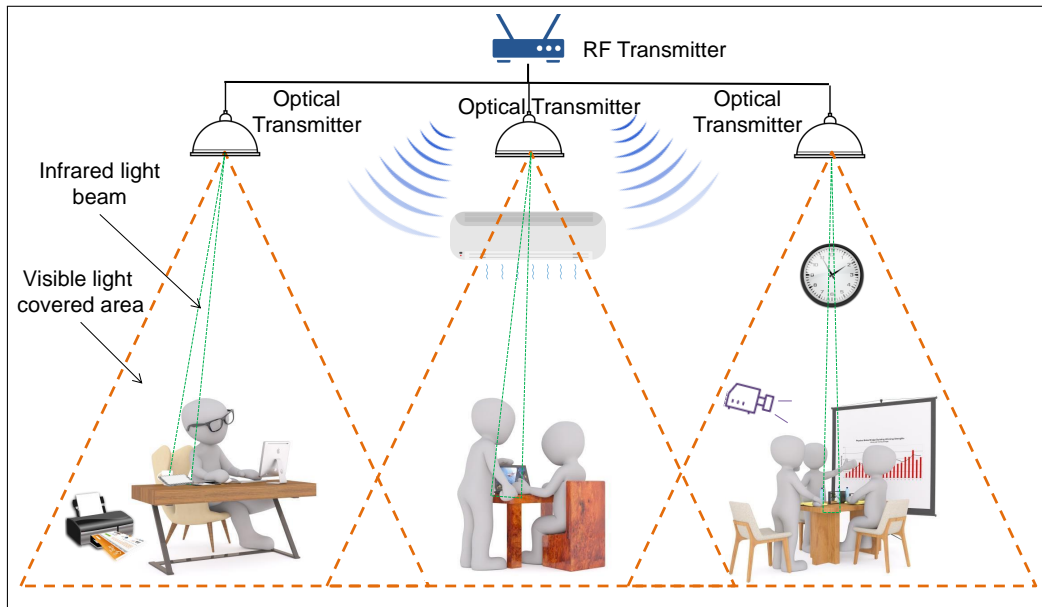 RF Transmitter
Optical
Transmitter
Optical Transmitter
Optical
Transmitter
Infrared light
beam
Visible light
covered area